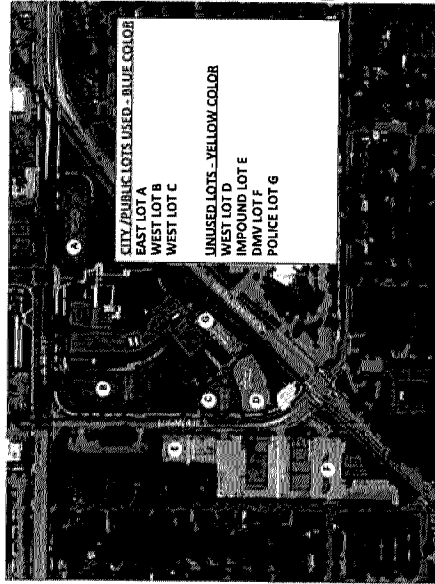 CITY/PUBLIC LOTS USED - BLUE COLOR
EAST LOT A
WEST LOT B
WEST LOT C
UNUSED LOTS - YELLOW COLOR
WEST LOT D
IMPOUND LOT E
DMV LOT F
POLICE LOT G
A
B
C
G
D
E
F